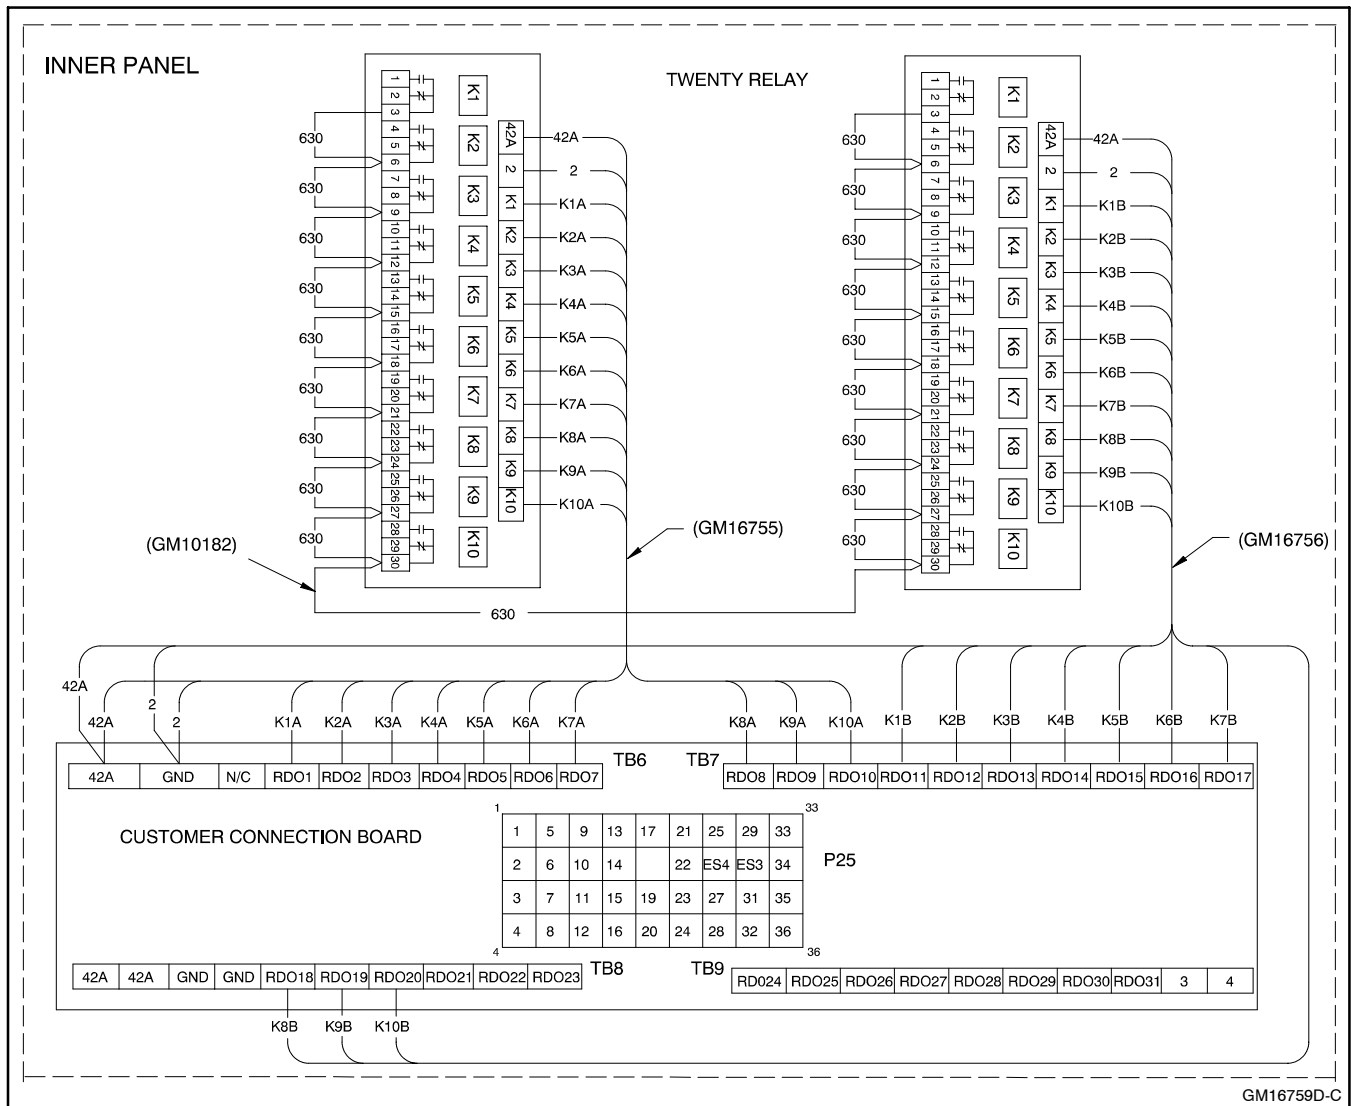 INNER PANEL
TWENTY RELAY
1
2
3
4
5
6
7
8
9
10
11
12
13
14
15
16
17
18
19
20
21
22
23
24
25
26
27
28
29
30
K1
K2
K3
K4
K5
K6
K7
K8
K9
K10
42A
2
K1
K2
K3
K4
K5
K6
K7
K8
K9
K10
42A
2
K1A
K2A
K3A
K4A
K5A
K6A
K7A
K8A
K9A
K10A
630
630
630
630
630
630
630
630
630
1
2
3
4
5
6
7
8
9
10
11
12
13
14
15
16
17
18
19
20
21
22
23
24
25
26
27
28
29
30
K1
K2
K3
K4
K5
K6
K7
K8
K9
K10
42A
2
K1
K2
K3
K4
K5
K6
K7
K8
K9
K10
42A
2
K1B
K2B
K3B
K4B
K5B
K6B
K7B
K8B
K9B
K10B
630
630
630
630
630
630
630
630
630
(GM10182)
(GM16755)
(GM16756)
630
42A
2
42A
2
K1A
K2A
K3A
K4A
K5A
K6A
K7A
K8A
K9A
K10A
K1B
K2B
K3B
K4B
K5B
K6B
K7B
TB6
TB7
42A GND N/C RDO1 RDO2 RDO3 RDO4 RDO5 RDO6 RDO7
RDO8 RDO9 RDO10 RDO11 RDO12 RDO13 RDO14 RDO15 RDO16 RDO17
CUSTOMER CONNECTION BOARD
1
33
1 5 9 13 17 21 25 29 33
2 6 10 14 22 ES4 ES3 34
3 7 11 15 19 23 27 31 35
4 8 12 16 20 24 28 32 36
P25
4
36
TB8
TB9
42A 42A GND GND RDO18 RDO19 RDO20 RDO21 RDO22 RDO23
RD024 RDO25 RDO26 RDO27 RDO28 RDO29 RDO30 RDO31 3 4
K8B
K9B
K10B
GM16759D-C